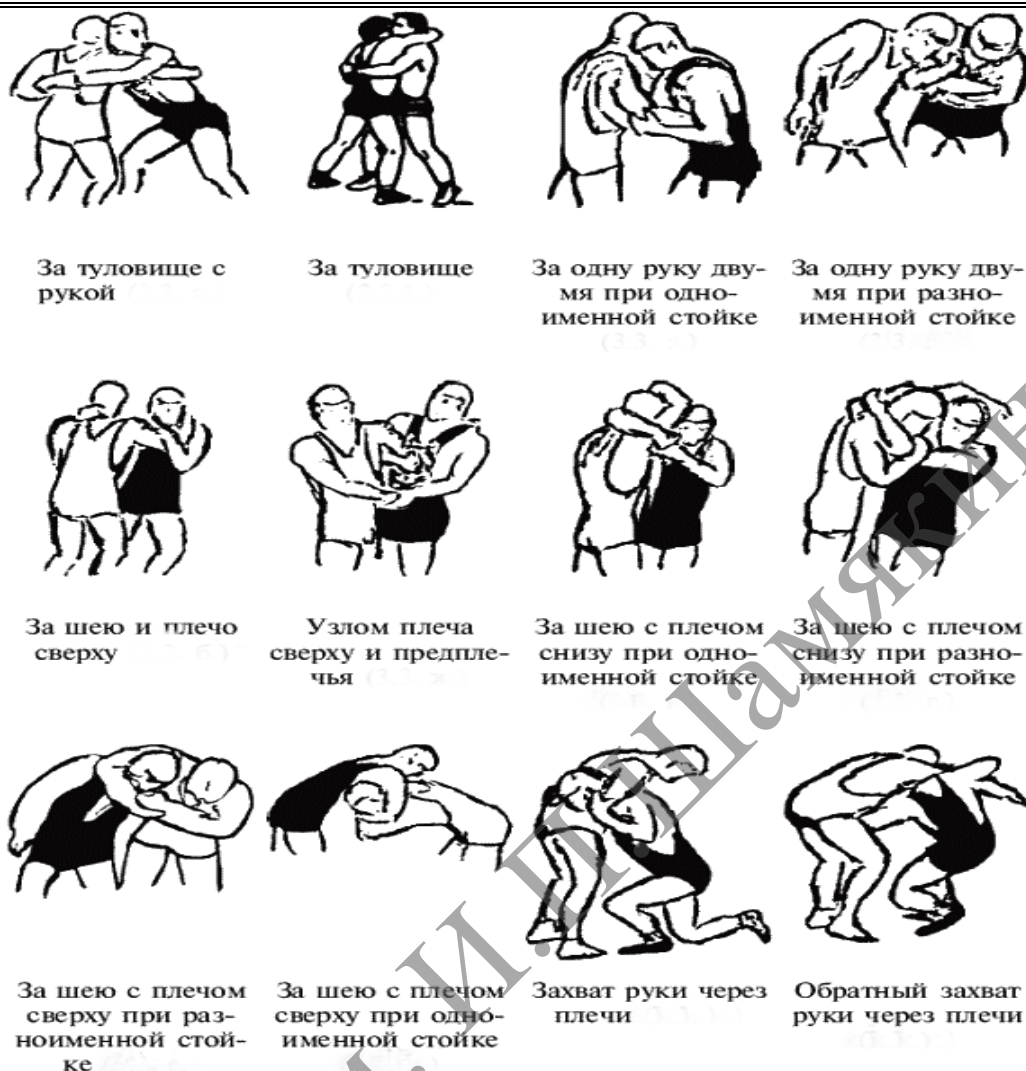 За туловище с
рукой
За туловище
За одну руку дву-
мя при одно-
именной стойке
(3.3.
За одну руку дву-
мя при разно-
именной стойке
За шею и плечо
сверху
Узлом плеча
сверху и предпле-
чья
За шею с плечом
снизу при одно-
именной стойке
За шею с плечом
снизу при разно-
именной стойке
За шею с плечом
сверху при раз-
ноименной стой-
ке
За шею с плечом
сверху при одно-
именной стойке
Захват руки через
плечи
Обратный захват
руки через плечи
И.П.Шамякин